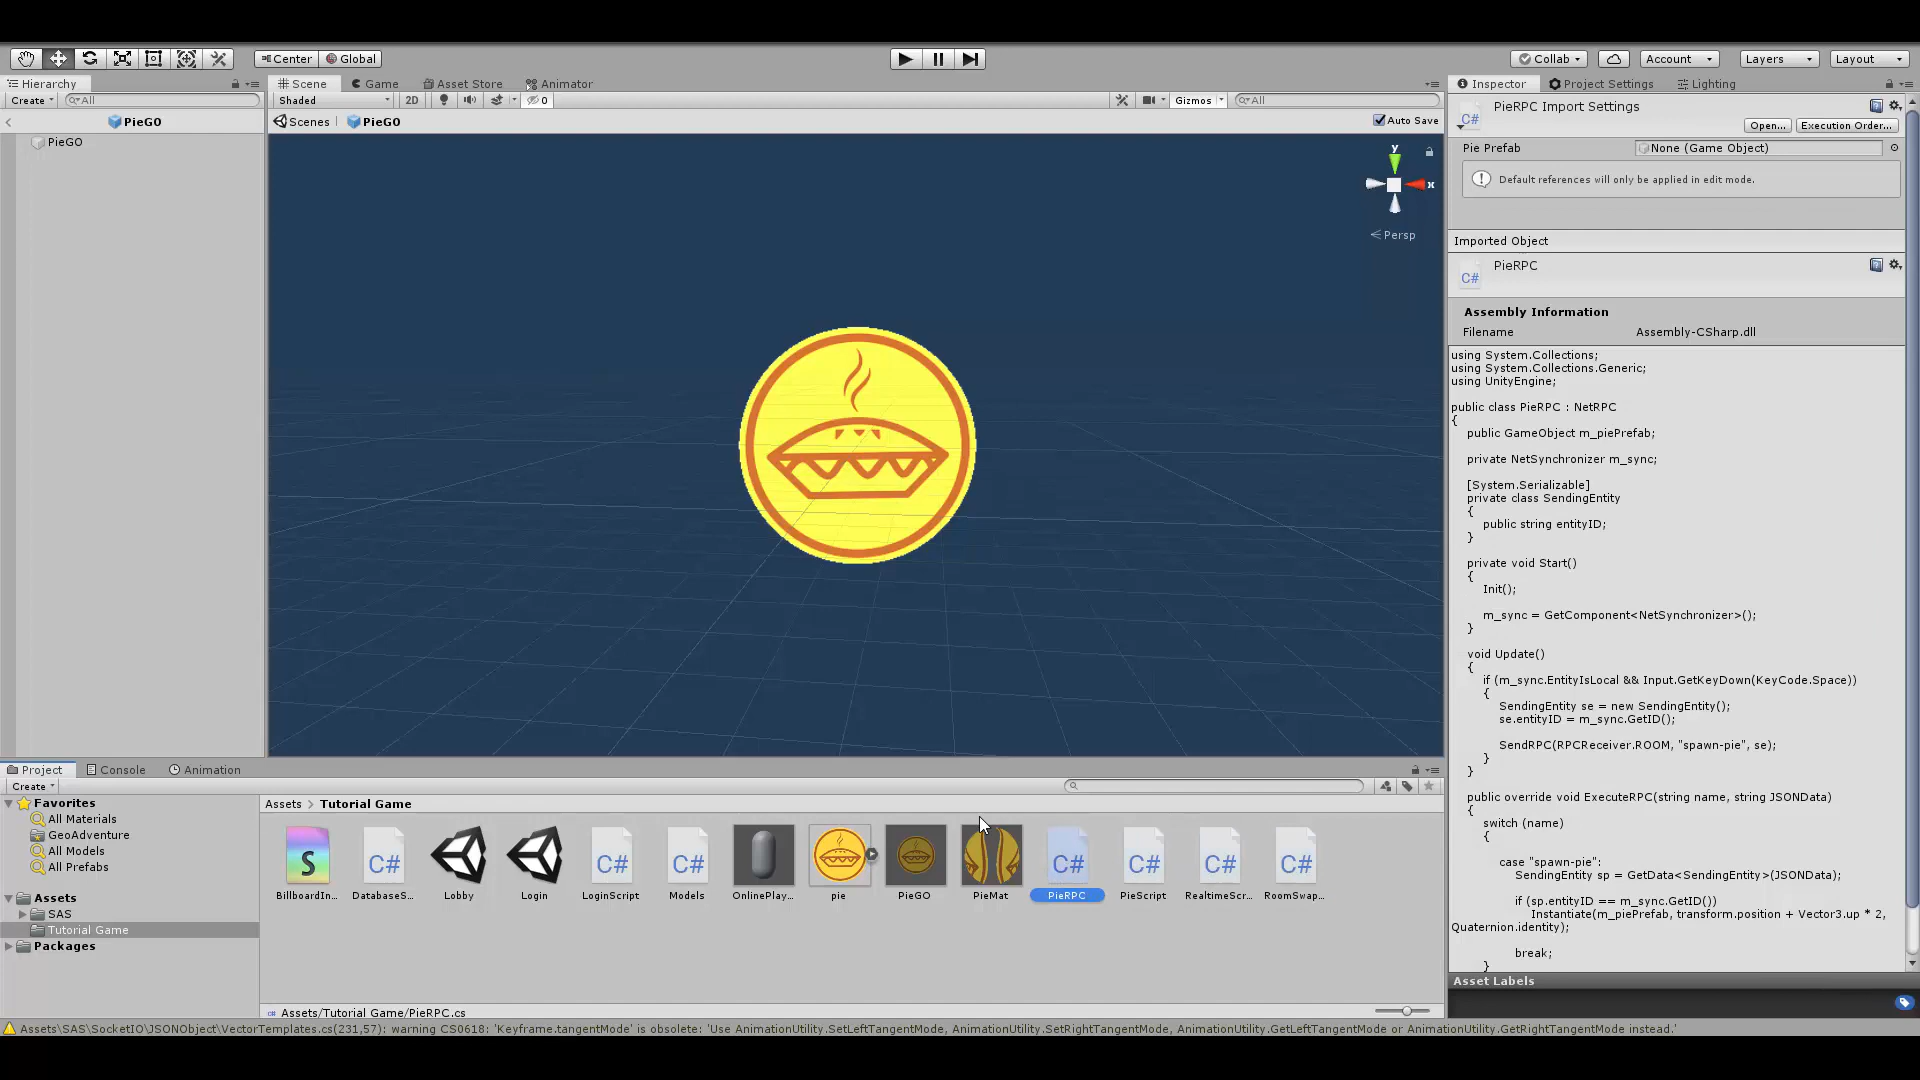 Center
Global
Collab
Account
Layers
Layout
Hierarchy
Create
All
PieGO
PieGO
Scene
Game
Asset Store
Animator
Shaded
2D
0
Gizmos
All
Scenes
PieGO
Auto Save
y
x
Persp
Inspector
Project Settings
Lighting
PieRPC Import Settings
C#
Open...
Execution Order...
Pie Prefab
None (Game Object)
Default references will only be applied in edit mode.
Imported Object
PieRPC
C#
Assembly Information
Filename
Assembly-CSharp.dll
using System.Collections;
using System.Collections.Generic;
using UnityEngine;
public class PieRPC : NetRPC
{
public GameObject m_piePrefab;
private NetSynchronizer m_sync;
[System.Serializable]
private class SendingEntity
{
public string entityID;
}
private void Start()
{
Init();
m_sync = GetComponent<NetSynchronizer>();
}
void Update()
{
if (m_sync.EntityIsLocal && Input.GetKeyDown(KeyCode.Space))
{
SendingEntity se = new SendingEntity();
se.entityID = m_sync.GetID();
SendRPC(RPCReceiver.ROOM, "spawn-pie", se);
}
}
public override void ExecuteRPC(string name, string JSONData)
{
switch (name)
{
case "spawn-pie":
SendingEntity sp = GetData<SendingEntity>(JSONData);
if (sp.entityID == m_sync.GetID())
Instantiate(m_piePrefab, transform.position + Vector3.up * 2,
Quaternion.identity);
break;
}
Asset Labels
Project
Console
Animation
Create
Favorites
All Materials
GeoAdventure
All Models
All Prefabs
Assets
SAS
Tutorial Game
Packages
Assets > Tutorial Game
S
C#
C#
C#
C#
C#
C#
C#
BillboardIn...
DatabaseS...
Lobby
Login
LoginScript
Models
OnlinePlay...
pie
PieGO
PieMat
PieRPC
PieScript
RealtimeScr...
RoomSwap...
Assets/Tutorial Game/PieRPC.cs
Assets\SAS\SocketIO\JSONObject\VectorTemplates.cs(231,57): warning CS0618: 'Keyframe.tangentMode' is obsolete: 'Use AnimationUtility.SetLeftTangentMode, AnimationUtility.SetRightTangentMode, AnimationUtility.GetLeftTangentMode or AnimationUtility.GetRightTangentMode instead.'